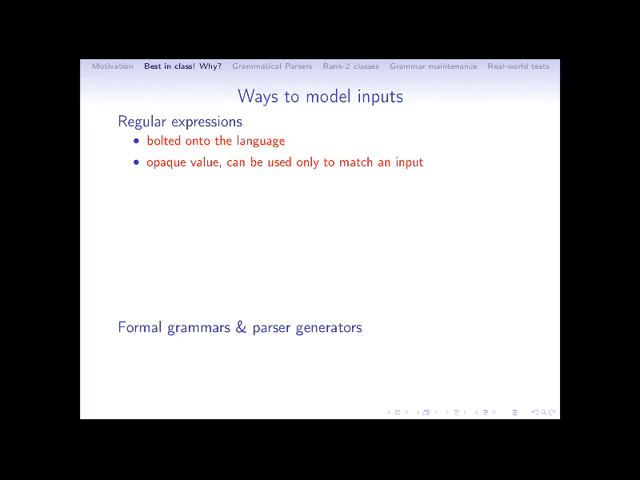 Motivation Best in class! Why? Grammatical Parsers Rank-2 classes Grammar maintenance Real-world tests
Ways to model inputs
Regular expressions
• bolted onto the language
• opaque value, can be used only to match an input
Formal grammars & parser generators